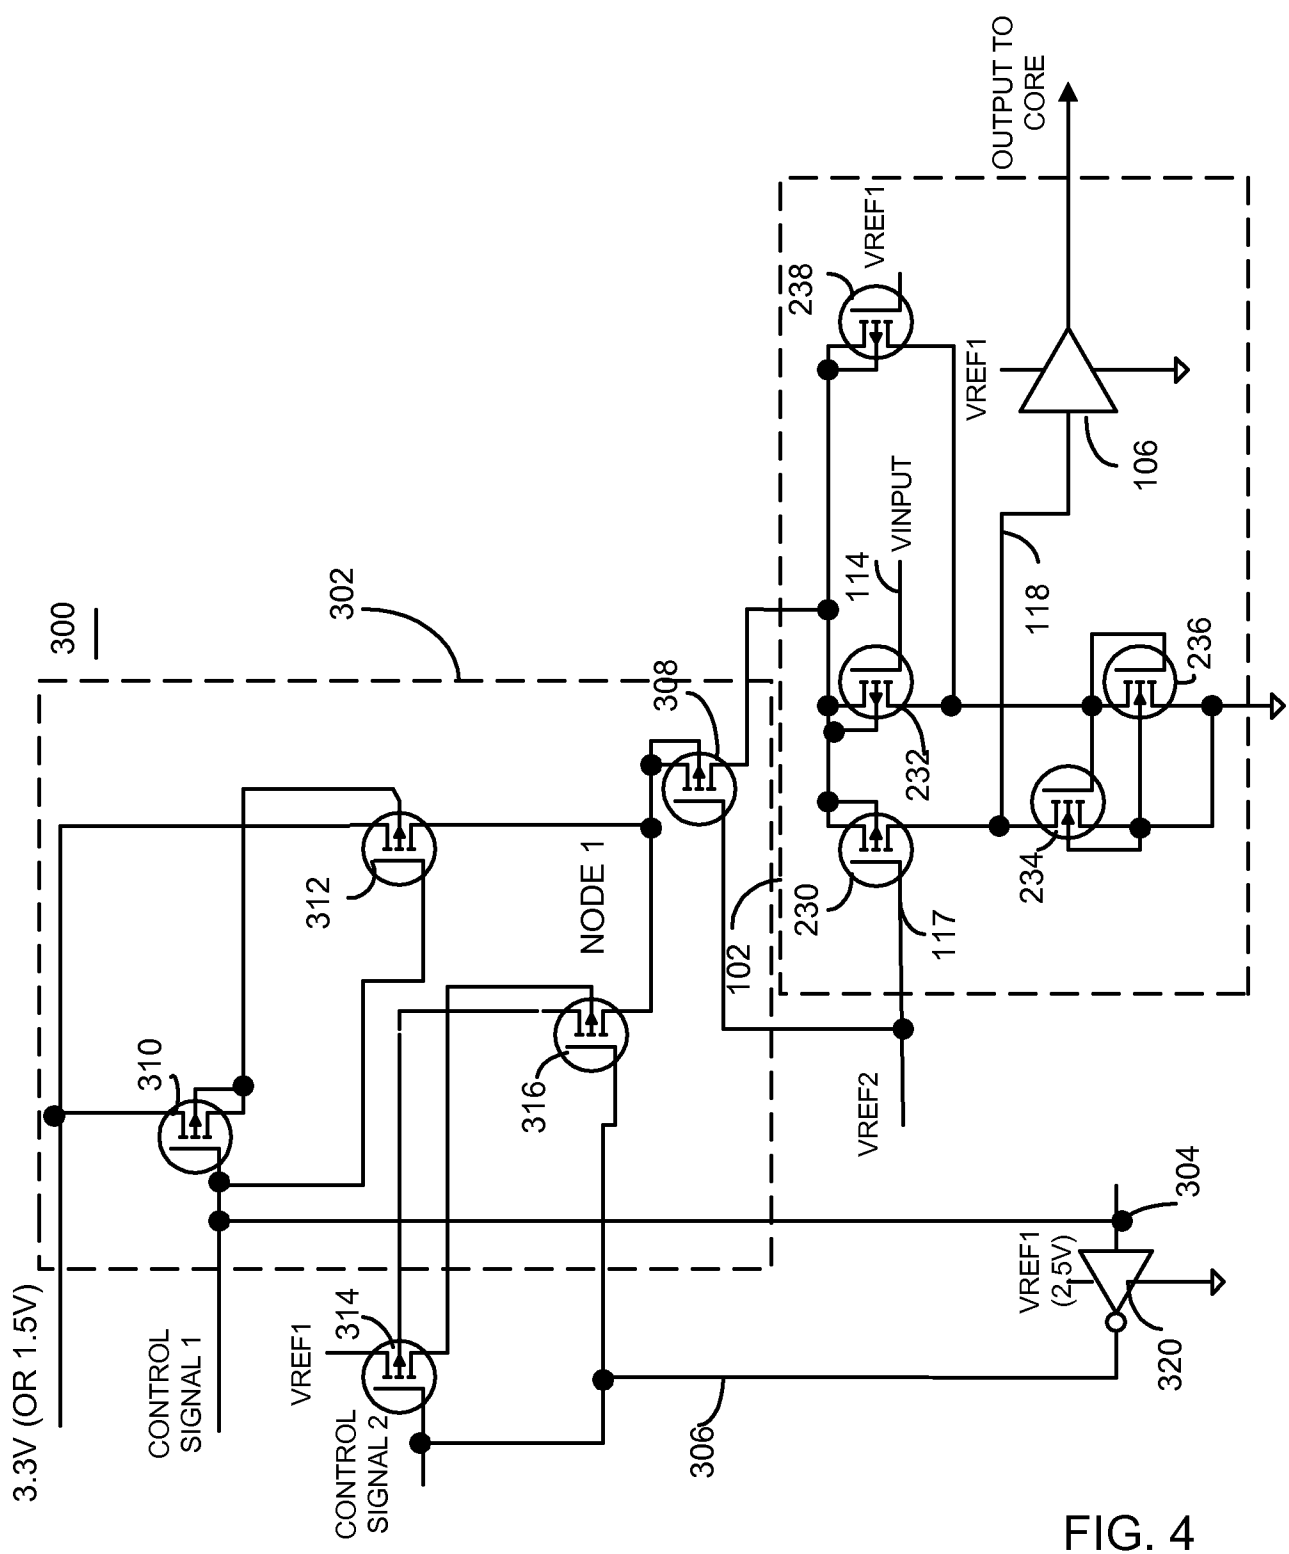 300
302
3.3V (OR 1.5V)
CONTROL
SIGNAL 1
310
312
308
NODE 1
316
VREF1
314
CONTROL
SIGNAL 2
306
VREF1
(2.5V)
304
320
VREF2
102
117
230
232
114
VINPUT
238
VREF1
234
236
118
VREF1
106
OUTPUT TO
CORE
FIG. 4